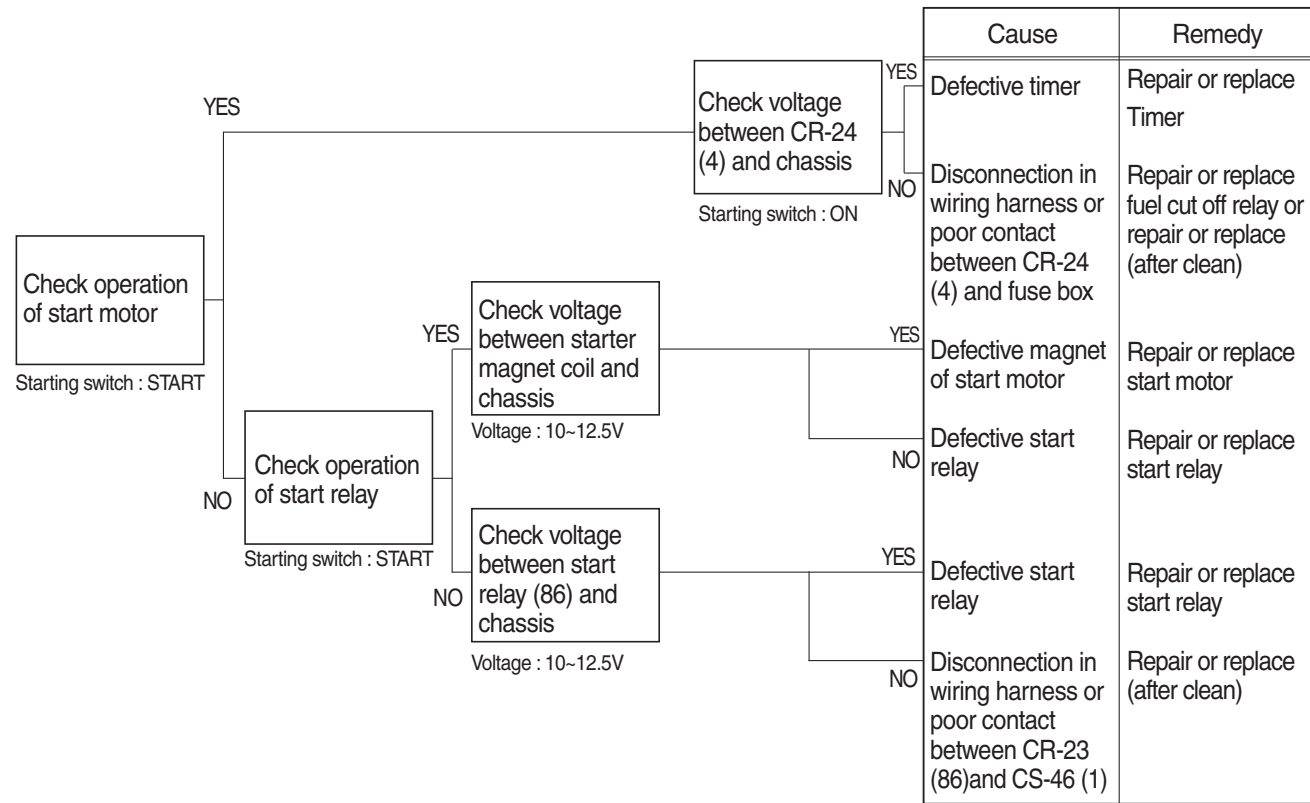 Cause
Remedy
YES
Check voltage
between CR-24
(4) and chassis
Starting switch : ON
YES
Defective timer
Repair or replace
Timer
NO
Disconnection in
wiring harness or
poor contact
between CR-24
(4) and fuse box
Repair or replace
fuel cut off relay or
repair or replace
(after clean)
Check operation
of start motor
Starting switch : START
YES
Check voltage
between starter
magnet coil and
chassis
Voltage : 10~12.5V
YES
Defective magnet
of start motor
Repair or replace
start motor
NO
Defective start
relay
Repair or replace
start relay
NO
Check operation
of start relay
Starting switch : START
NO
Check voltage
between start
relay (86) and
chassis
Voltage : 10~12.5V
YES
Defective start
relay
Repair or replace
start relay
NO
Disconnection in
wiring harness or
poor contact
between CR-23
(86)and CS-46 (1)
Repair or replace
(after clean)